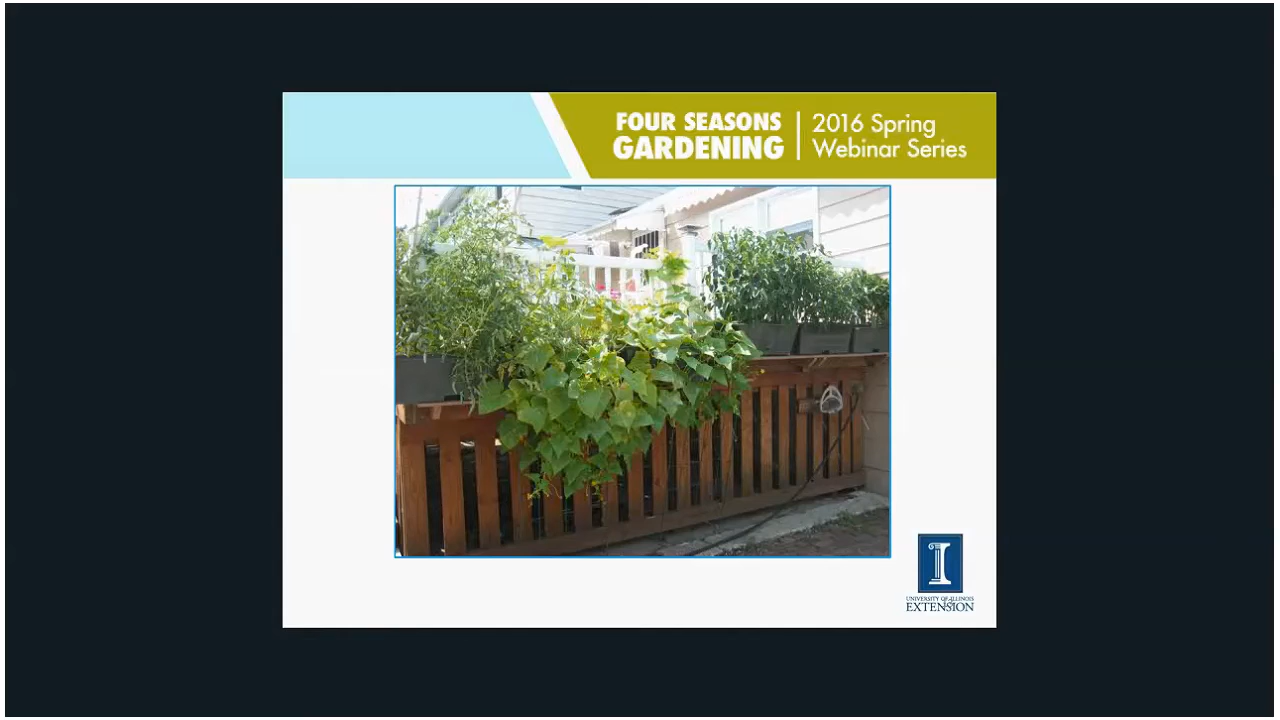 FOUR SEASONS
GARDENING
2016 Spring
Webinar Series
I
UNIVERSITY OF ILLINOIS
EXTENSION